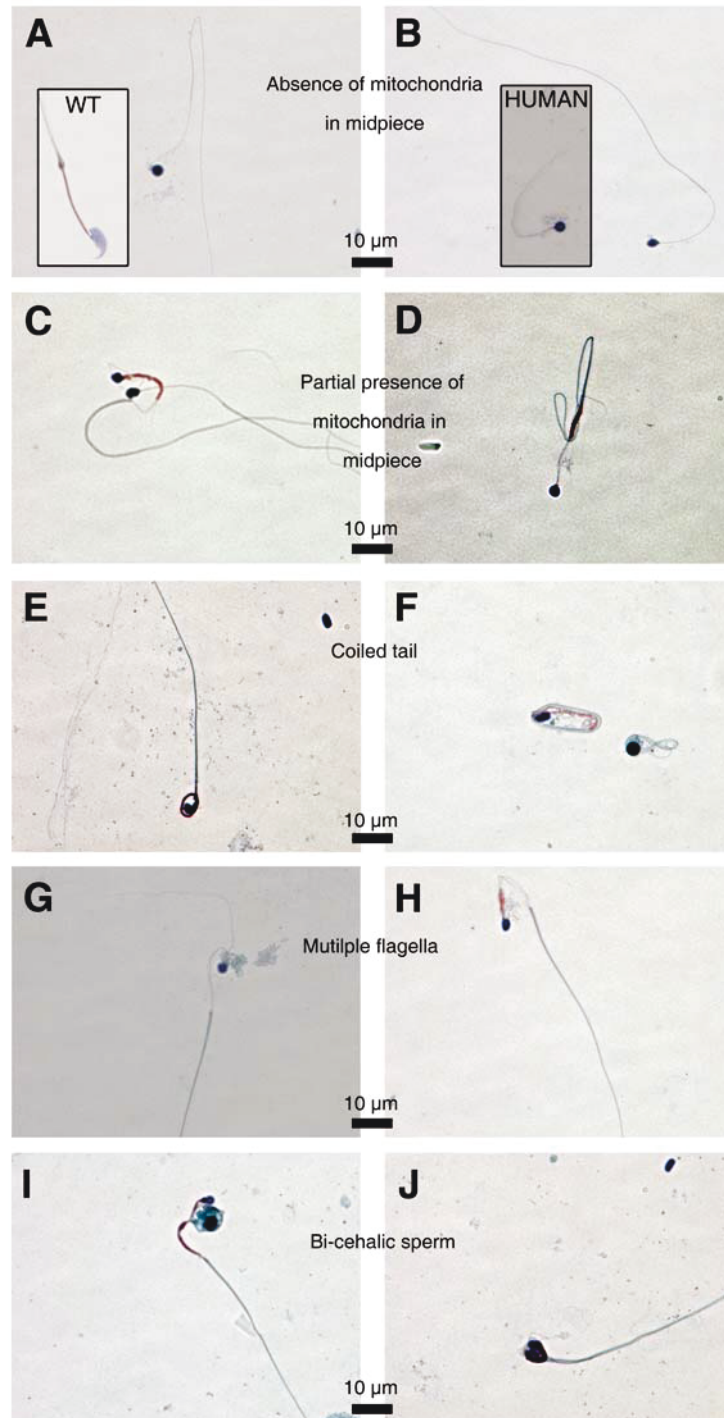 A
B
WT
HUMAN
Absence of mitochondria
in midpiece
10 µm
C
D
Partial presence of
mitochondria in
midpiece
10 µm
E
F
Coiled tail
10 µm
G
H
Mutilple flagella
10 µm
I
J
Bi-cehalic sperm
10 µm